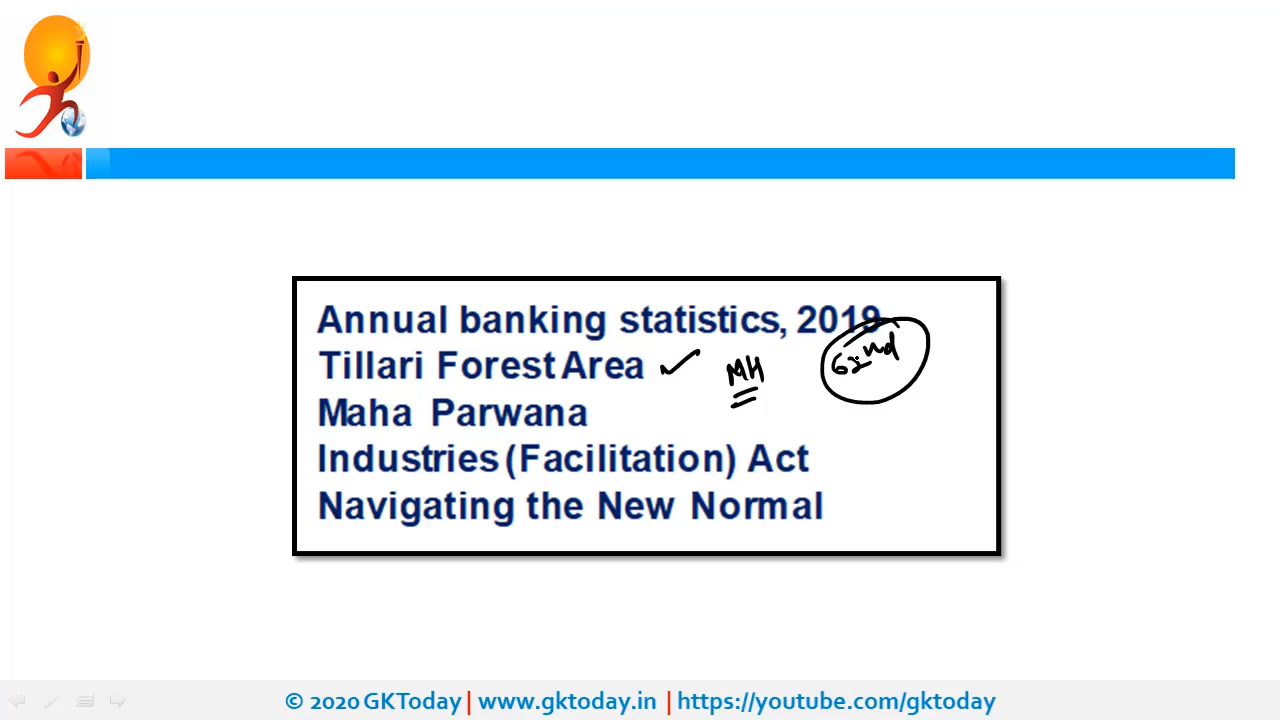 Annual banking statistics, 2019
Tillari Forest Area ✓ MH 62nd
Maha Parwana
Industries (Facilitation) Act
Navigating the New Normal
© 2020 GKToday | www.gktoday.in | https://youtube.com/gktoday